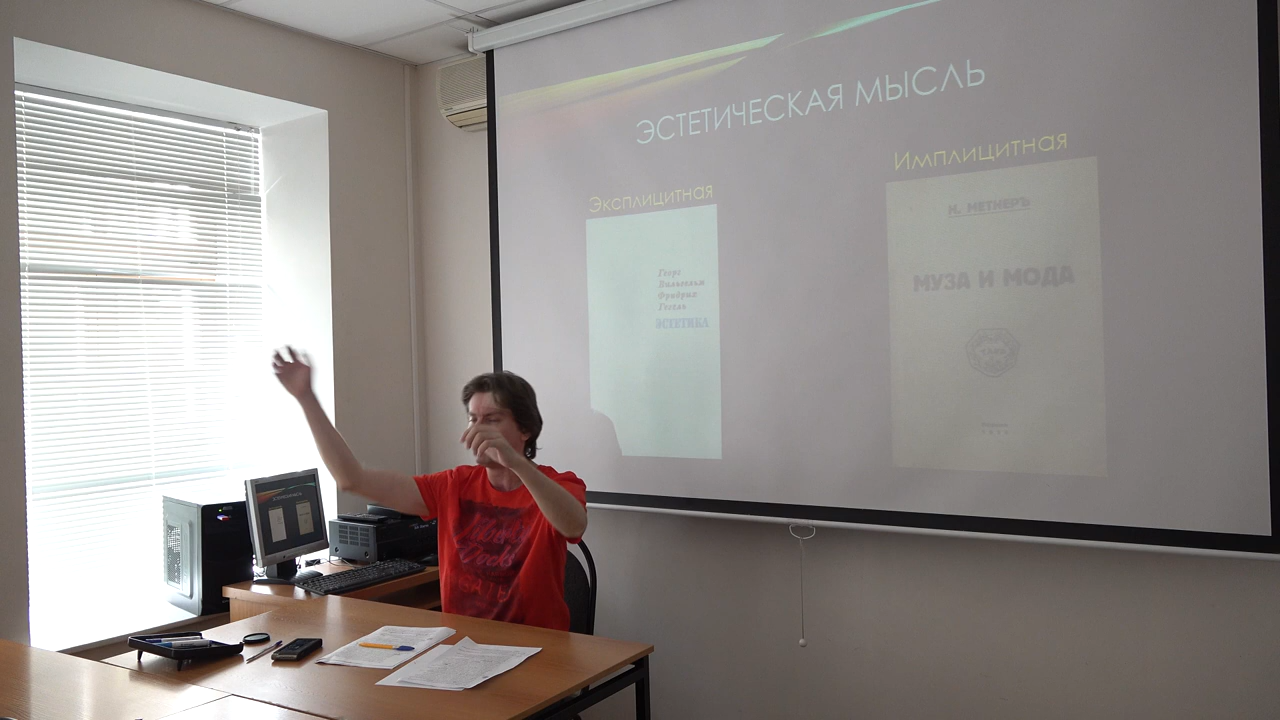 ЭСТЕТИЧЕСКАЯ МЫСЛЬ
Эксплицитная
Имплицитная
Георг
Вильгельм
Фридрих
Гегель
ЭСТЕТИКА
Н. МЕТНЕРЪ
МУЗА И МОДА